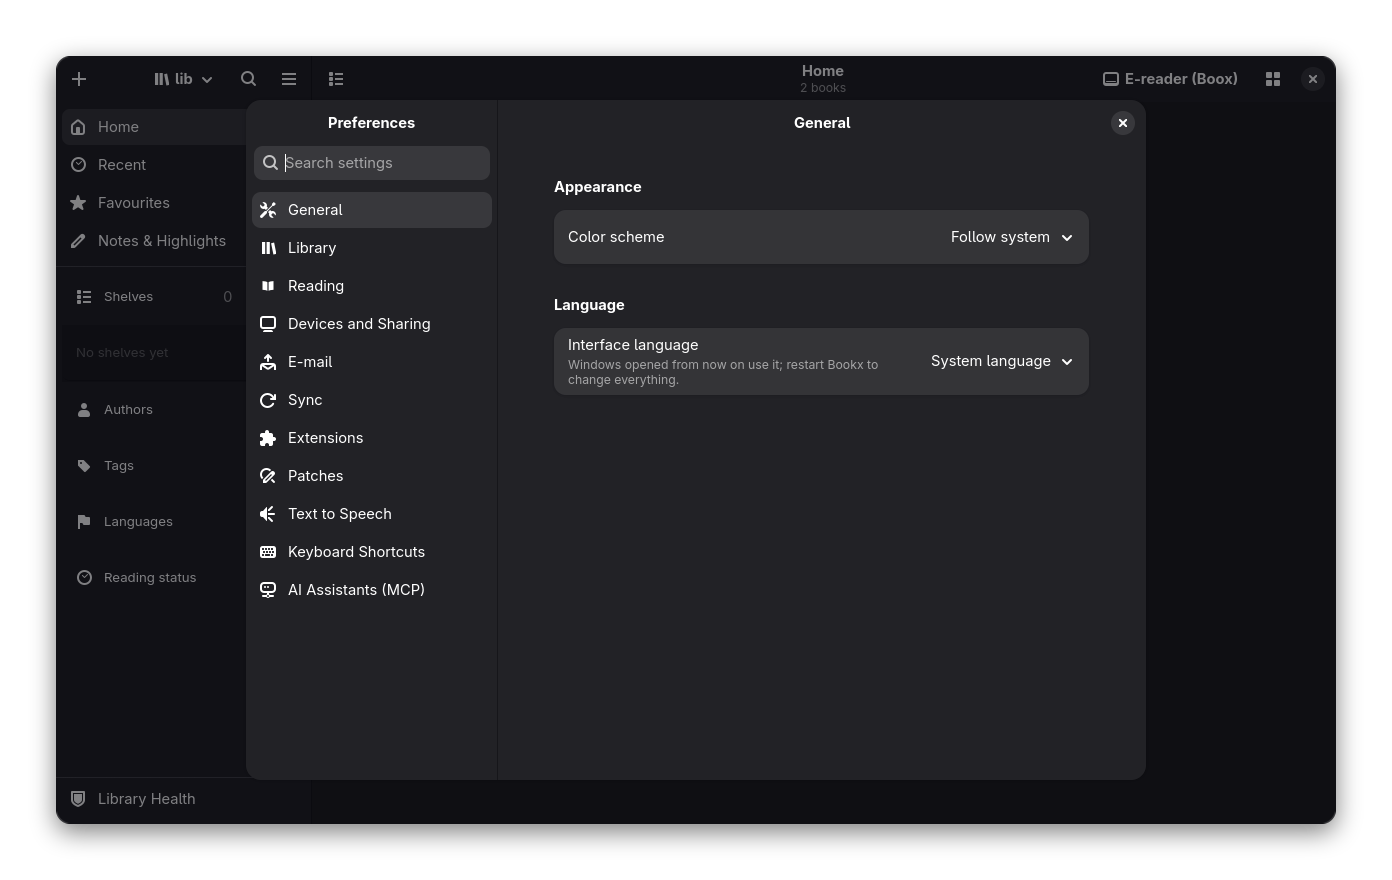 lib
Home
2 books
E-reader (Boox)
Home
Recent
Favourites
Notes & Highlights
Shelves 0
No shelves yet
Authors
Tags
Languages
Reading status
Library Health
Preferences
Search settings
General
Library
Reading
Devices and Sharing
E-mail
Sync
Extensions
Patches
Text to Speech
Keyboard Shortcuts
AI Assistants (MCP)
General
Appearance
Color scheme Follow system
Language
Interface language
Windows opened from now on use it; restart Bookx to
change everything.
System language